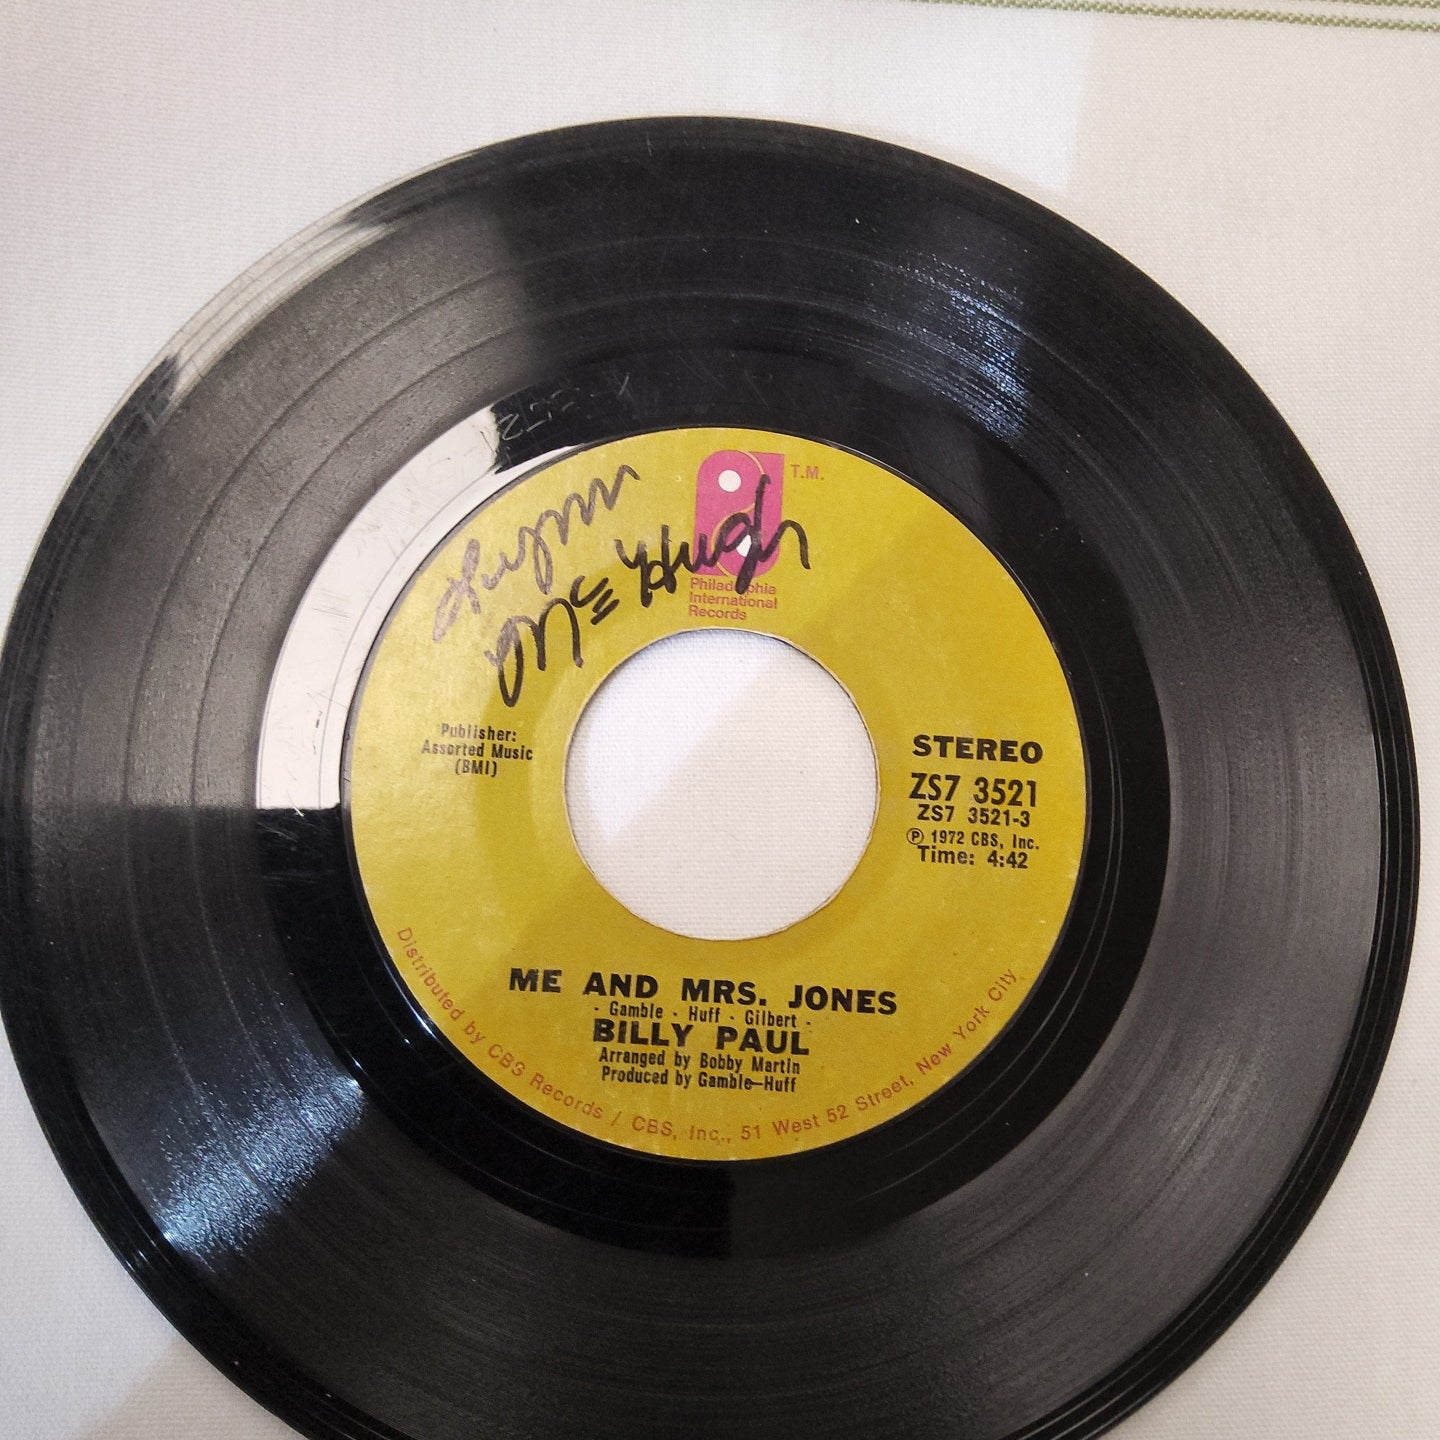 Lynn
McHugh
T.M.
Philadelphia
International
Records
Publisher:
Assorted Music
(BMI)
STEREO
ZS7 3521
ZS7 3521-3
Ⓟ 1972 CBS, Inc.
Time: 4:42
ME AND MRS. JONES
- Gamble - Huff - Gilbert -
BILLY PAUL
Arranged by Bobby Martin
Produced by Gamble-Huff
Distributed by CBS Records / CBS, Inc., 51 West 52 Street, New York City